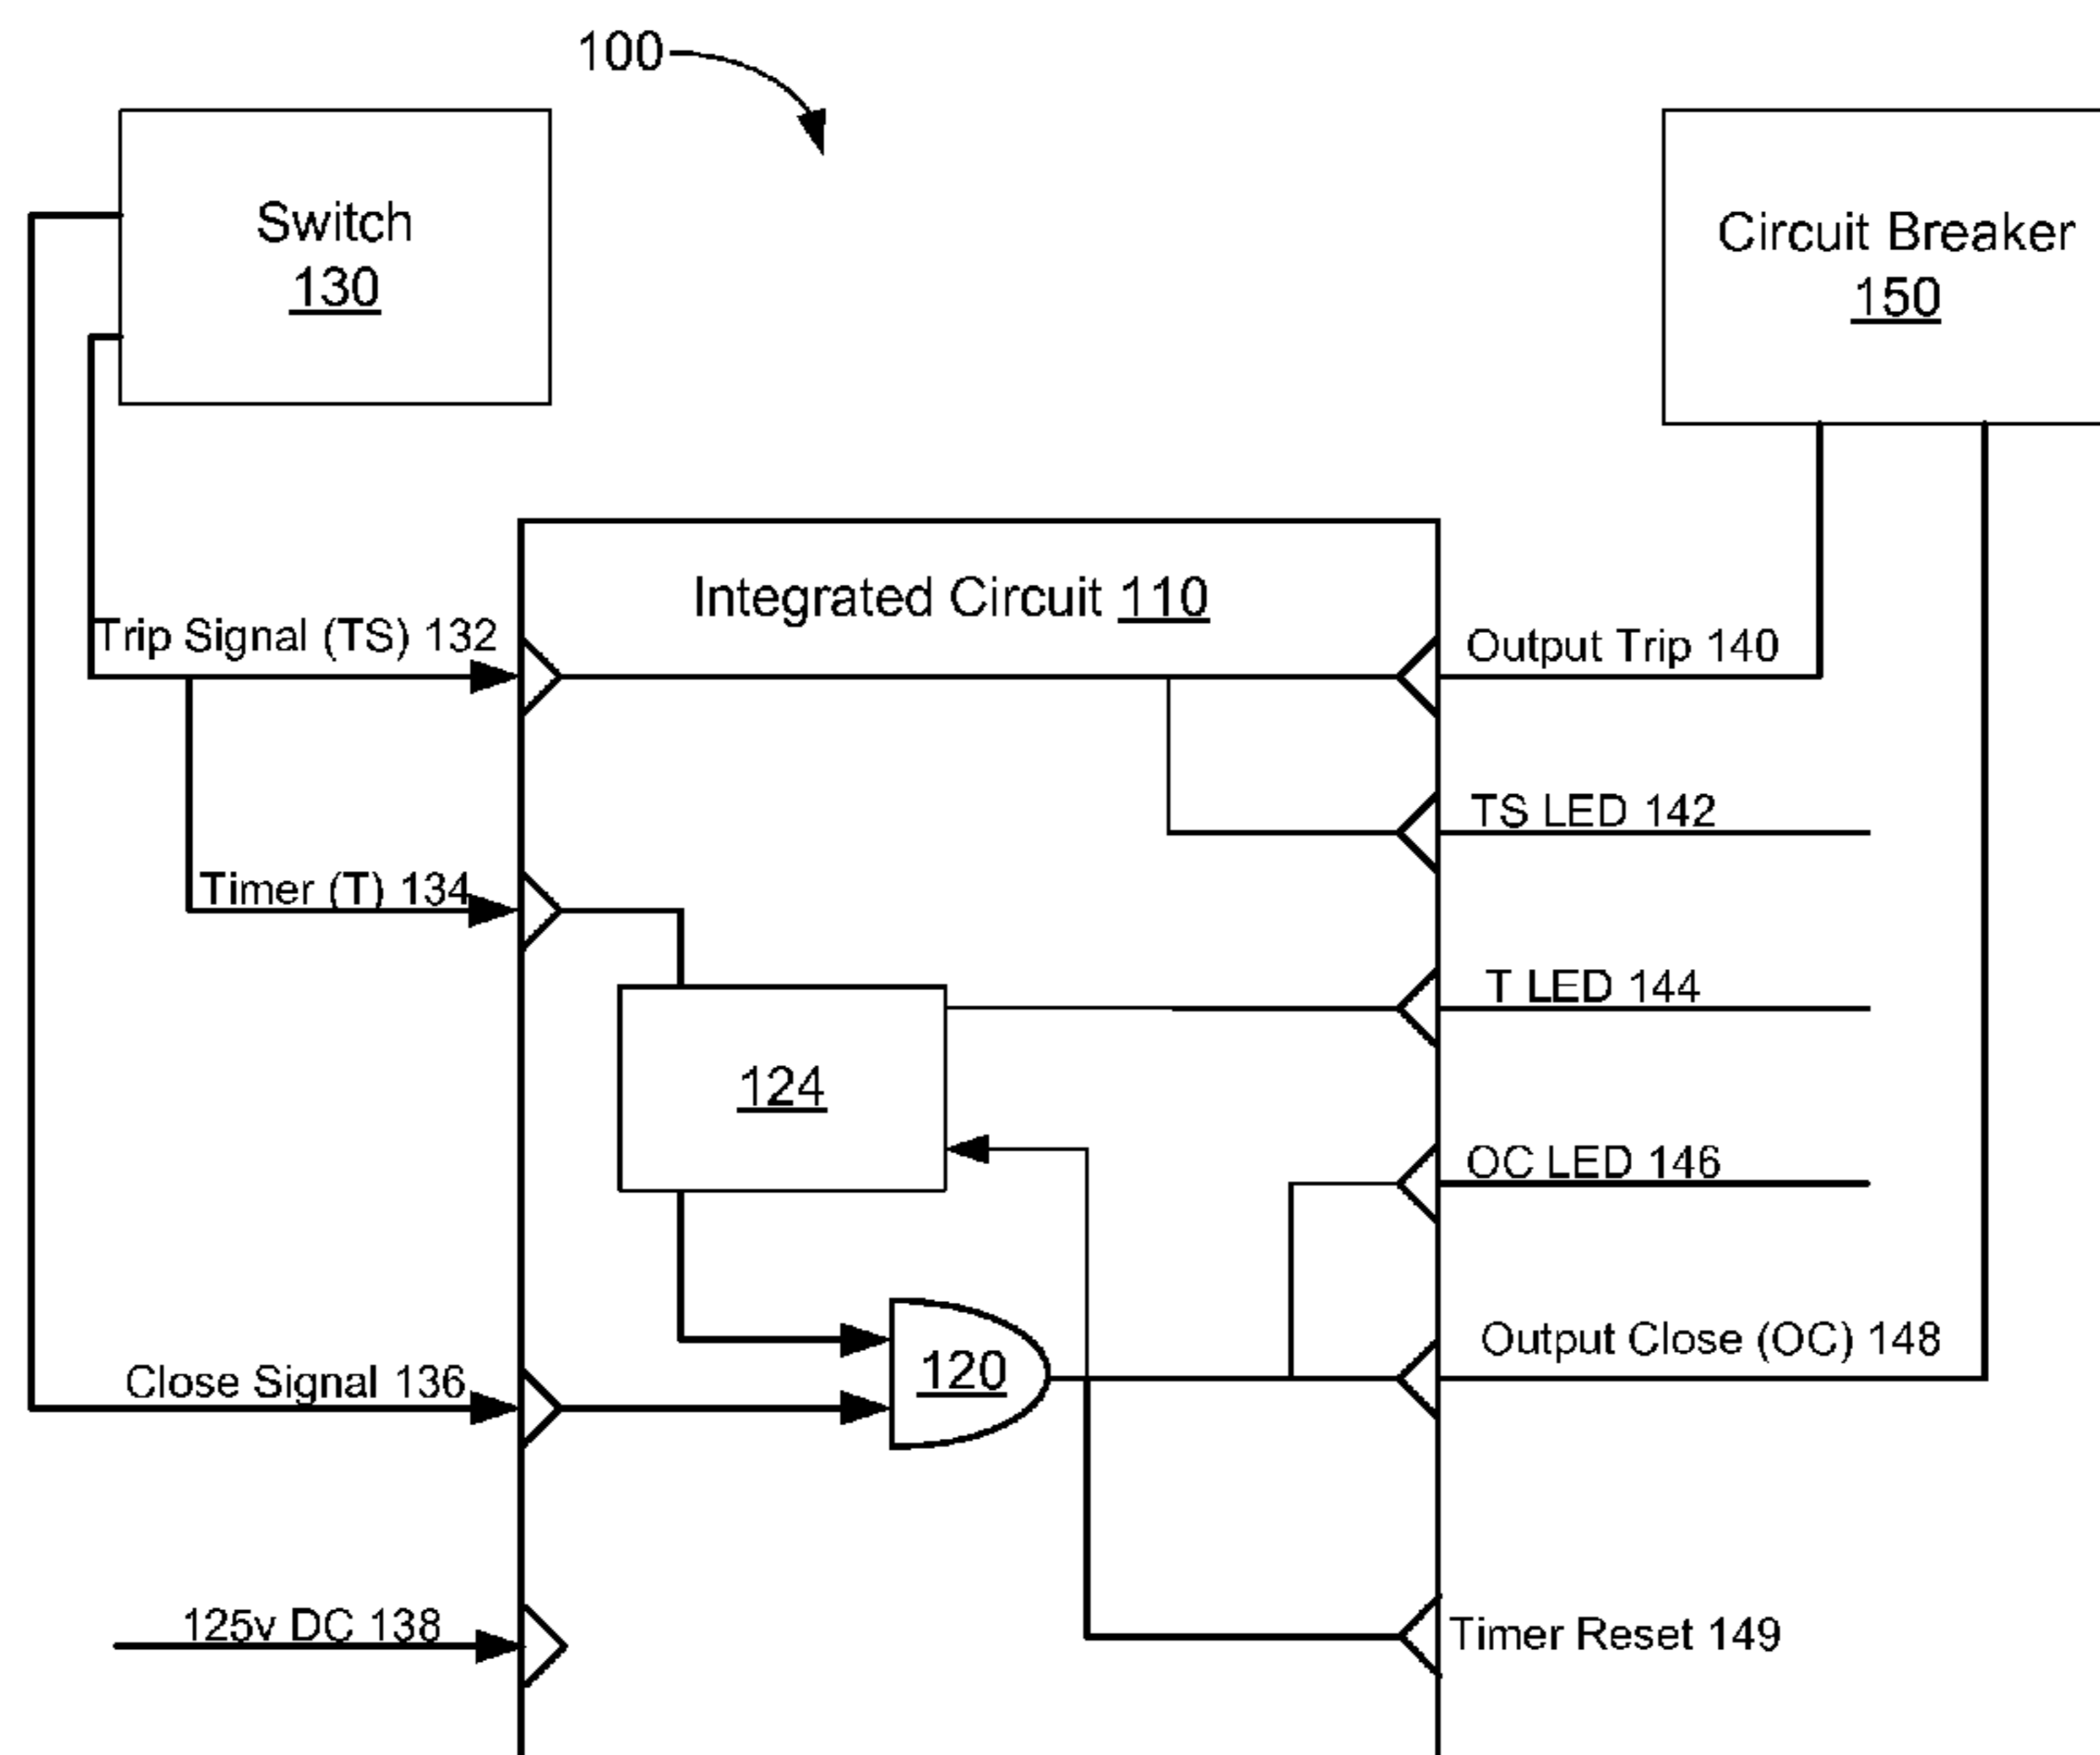 100
Switch
130
Circuit Breaker
150
Integrated Circuit 110
Trip Signal (TS) 132
Output Trip 140
TS LED 142
Timer (T) 134
T LED 144
124
OC LED 146
Output Close (OC) 148
120
Close Signal 136
125v DC 138
Timer Reset 149